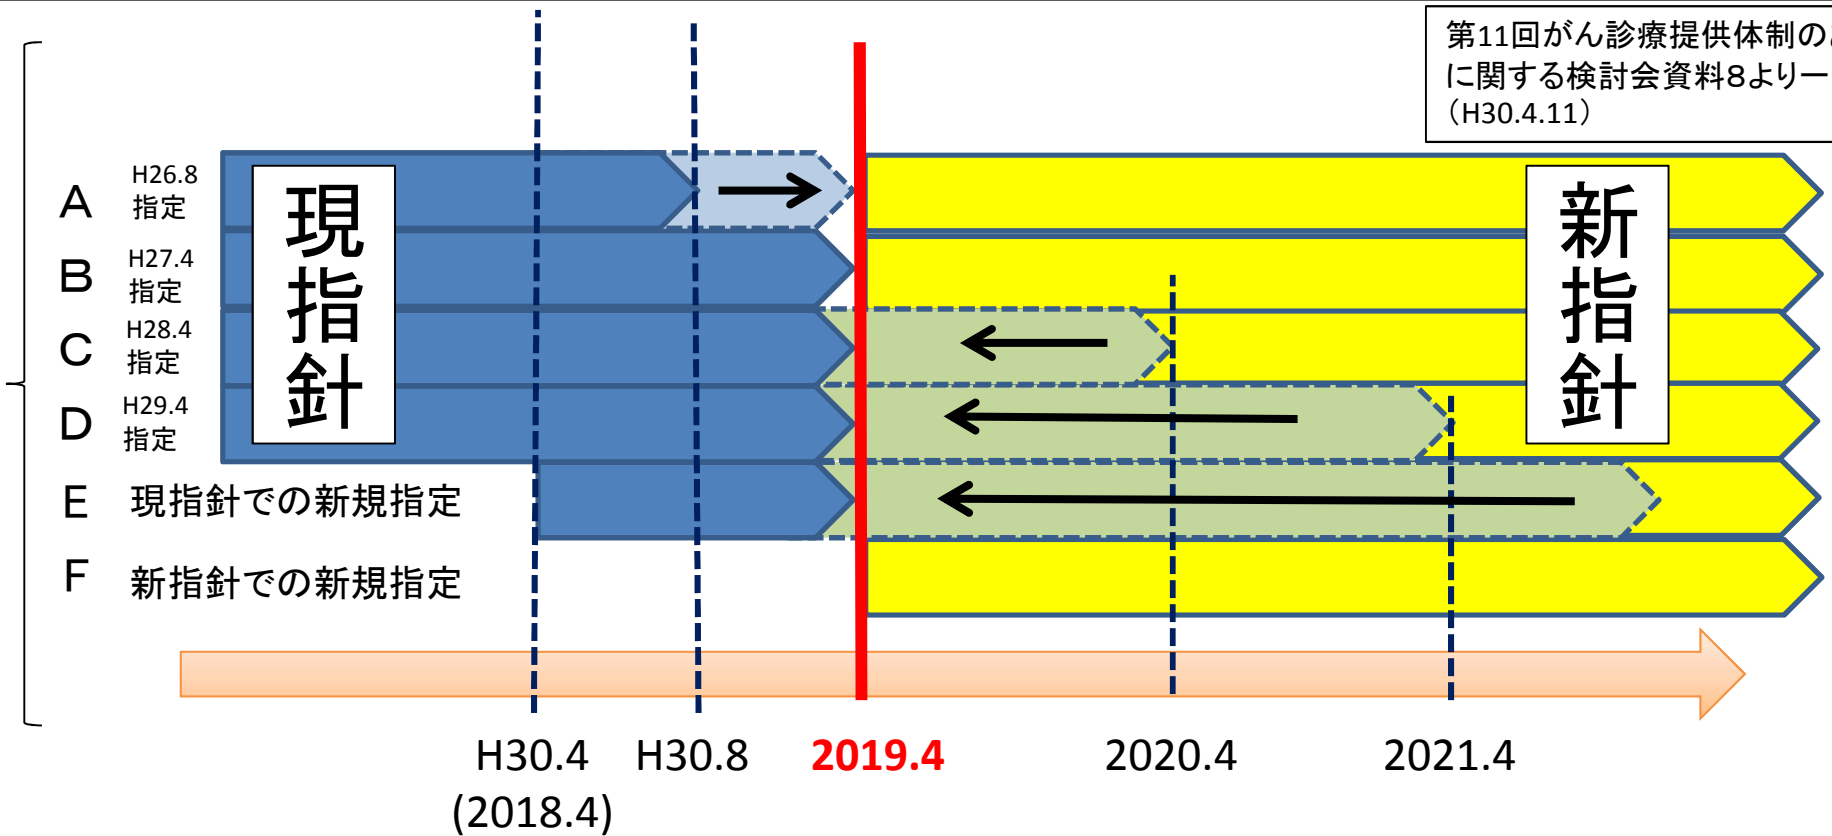 第11回がん診療提供体制の
に関する検討会資料8より一
（H30.4.11）
A
H26.8
指定
B
H27.4
指定
C
H28.4
指定
D
H29.4
指定
E 現指針での新規指定
F 新指針での新規指定
現指針
新指針
H30.4
(2018.4)
H30.8
2019.4
2020.4
2021.4